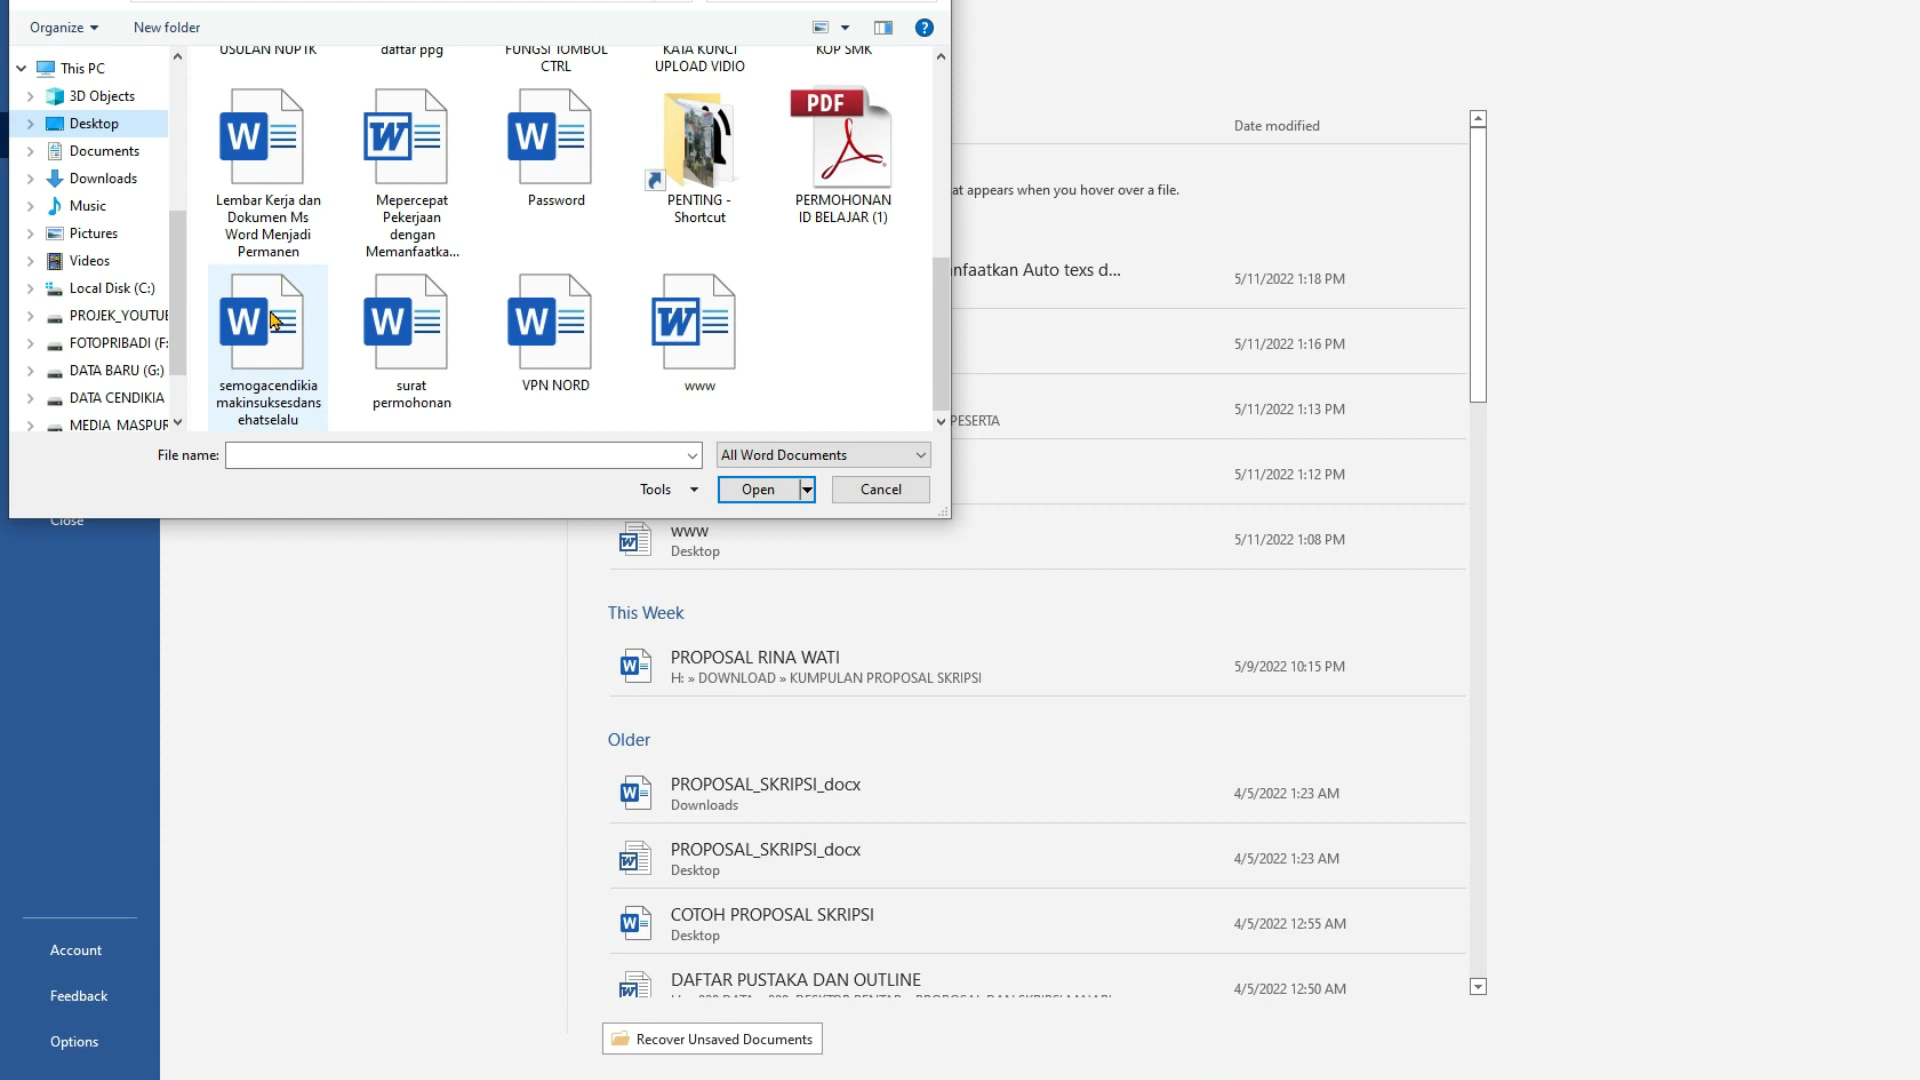 Organize
New folder
USULAN NUPTK
daftar ppg
FUNGSI TOMBOL
CTRL
KATA KUNCI
UPLOAD VIDIO
KOP SMK
This PC
3D Objects
Desktop
Documents
Downloads
Music
Pictures
Videos
Local Disk (C:)
PROJEK_YOUTUB
FOTOPRIBADI (F:
DATA BARU (G:)
DATA CENDIKIA
MEDIA MASPUR
Lembar Kerja dan
Dokumen Ms
Word Menjadi
Permanen
Mepercepat
Pekerjaan
dengan
Memanfaatka...
Password
PENTING -
Shortcut
PDF
PERMOHONAN
ID BELAJAR (1)
semogacendikia
makinsuksesdans
ehatselalu
surat
permohonan
VPN NORD
www
File name:
All Word Documents
Tools
Open
Cancel
Date modified
at appears when you hover over a file.
nfaatkan Auto texs d...
5/11/2022 1:18 PM
5/11/2022 1:16 PM
PESERTA
5/11/2022 1:13 PM
5/11/2022 1:12 PM
www
Desktop
5/11/2022 1:08 PM
This Week
PROPOSAL RINA WATI
H: » DOWNLOAD » KUMPULAN PROPOSAL SKRIPSI
5/9/2022 10:15 PM
Older
PROPOSAL_SKRIPSI_docx
Downloads
4/5/2022 1:23 AM
PROPOSAL_SKRIPSI_docx
Desktop
4/5/2022 1:23 AM
COTOH PROPOSAL SKRIPSI
Desktop
4/5/2022 12:55 AM
DAFTAR PUSTAKA DAN OUTLINE
4/5/2022 12:50 AM
Recover Unsaved Documents
Close
Account
Feedback
Options